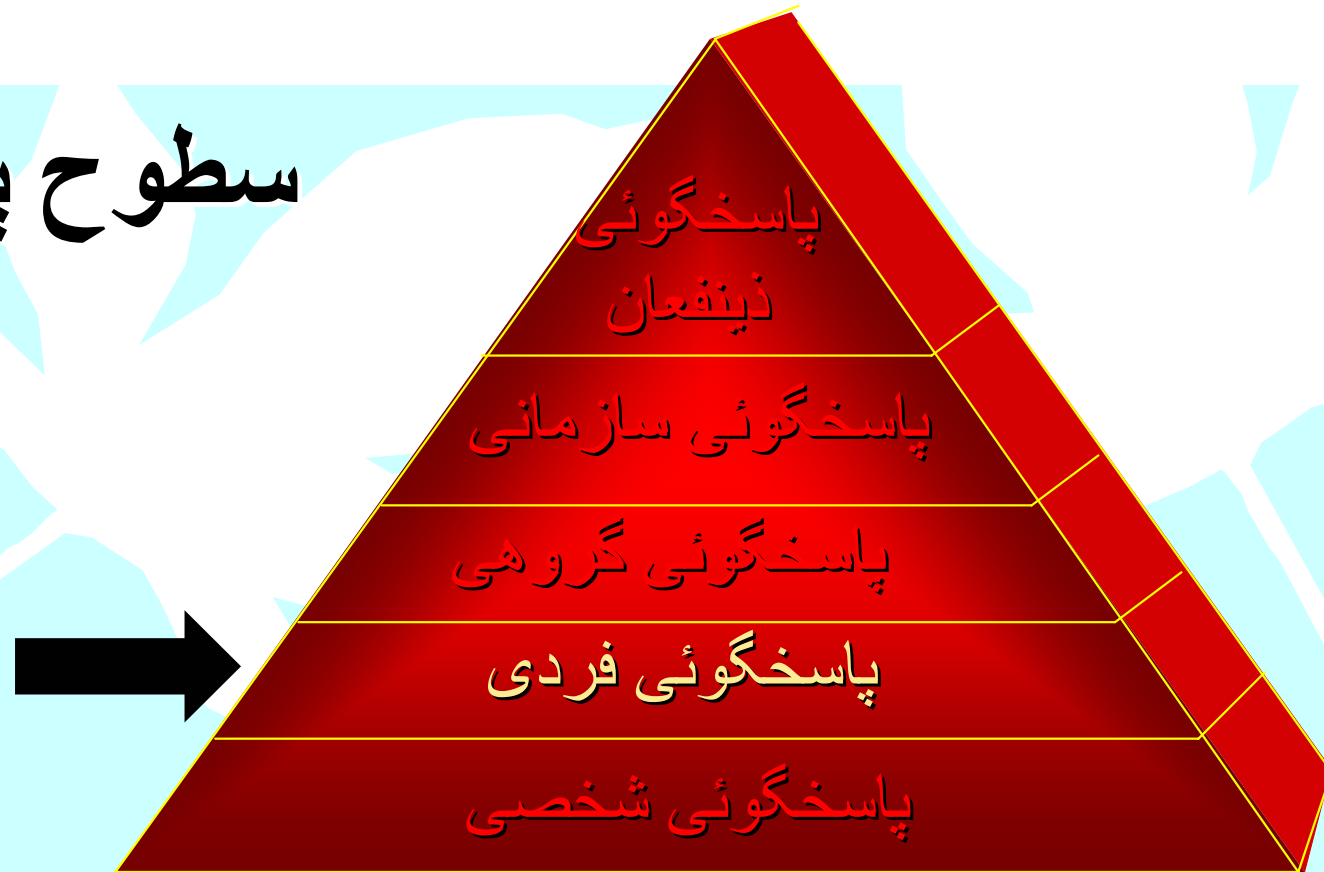 سطوح
پاسخگوئی
ذینفعان
پاسخگوئی سازمانی
پاسخگوئی گروهی
پاسخگوئی فردی
پاسخگوئی شخصی